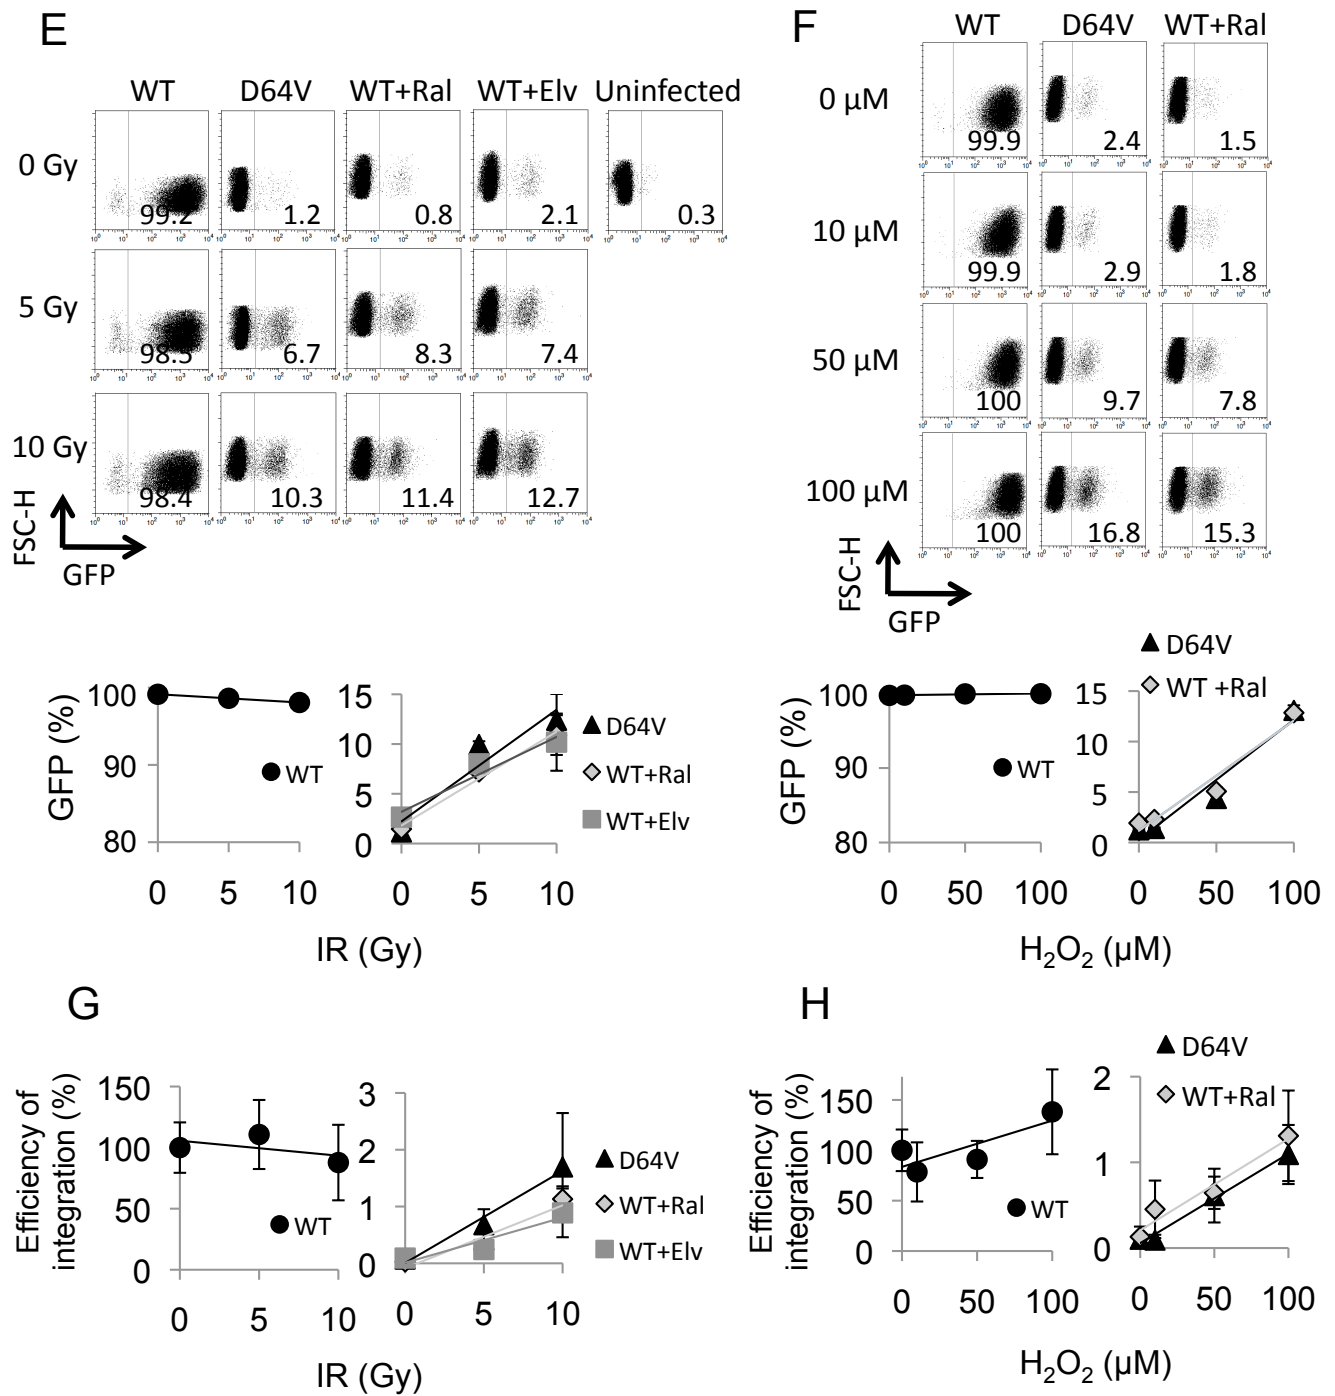 E
WT D64V WT+Ral WT+Elv Uninfected
0 Gy
99.2 1.2 0.8 2.1 0.3
5 Gy
98.5 6.7 8.3 7.4
10 Gy
98.4 10.3 11.4 12.7
FSC-H
GFP
F
WT D64V WT+Ral
0 µM
99.9 2.4 1.5
10 µM
99.9 2.9 1.8
50 µM
100 9.7 7.8
100 µM
100 16.8 15.3
FSC-H
GFP
GFP (%)
100
90
80
WT
0 5 10
15
10
5
0
D64V
WT+Ral
WT+Elv
0 5 10
IR (Gy)
GFP (%)
100
90
80
WT
0 50 100
D64V
WT +Ral
15
10
5
0
0 50 100
H2O2 (µM)
G
Efficiency of
integration (%)
150
100
50
0
WT
0 5 10
3
2
1
0
D64V
WT+Ral
WT+Elv
0 5 10
IR (Gy)
H
Efficiency of
integration (%)
150
100
50
0
WT
0 50 100
D64V
WT+Ral
2
1
0
0 50 100
H2O2 (µM)